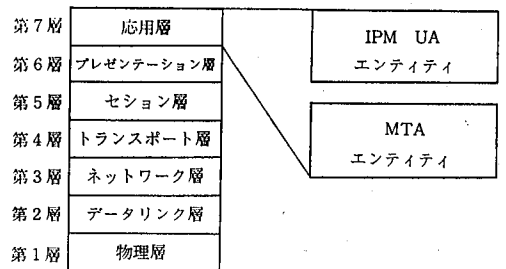 第7層 応用層
第6層 プレゼンテーション層
第5層 セション層
第4層 トランスポート層
第3層 ネットワーク層
第2層 データリンク層
第1層 物理層
IPM UA
エンティティ
MTA
エンティティ